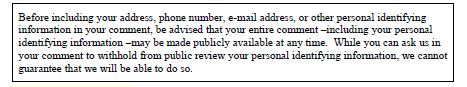 Before including your address, phone number, e-mail address, or other personal identifying
information in your comment, be advised that your entire comment –including your personal
identifying information –may be made publicly available at any time.  While you can ask us in
your comment to withhold from public review your personal identifying information, we cannot
guarantee that we will be able to do so.